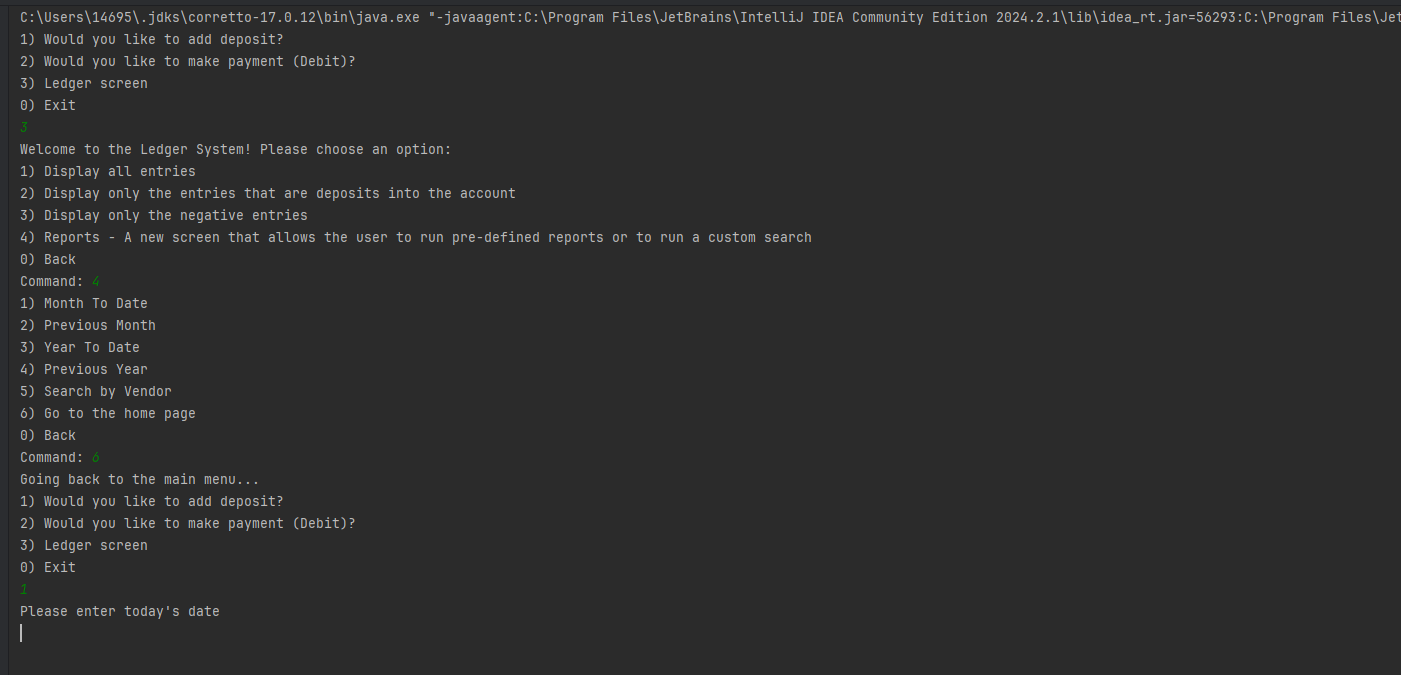 C:\Users\14695\.jdks\corretto-17.0.12\bin\java.exe "-javaagent:C:\Program Files\JetBrains\IntelliJ IDEA Community Edition 2024.2.1\lib\idea_rt.jar=56293:C:\Program Files\Jet
1) Would you like to add deposit?
2) Would you like to make payment (Debit)?
3) Ledger screen
0) Exit
3
Welcome to the Ledger System! Please choose an option:
1) Display all entries
2) Display only the entries that are deposits into the account
3) Display only the negative entries
4) Reports - A new screen that allows the user to run pre-defined reports or to run a custom search
0) Back
Command: 4
1) Month To Date
2) Previous Month
3) Year To Date
4) Previous Year
5) Search by Vendor
6) Go to the home page
0) Back
Command: 6
Going back to the main menu...
1) Would you like to add deposit?
2) Would you like to make payment (Debit)?
3) Ledger screen
0) Exit
1
Please enter today's date